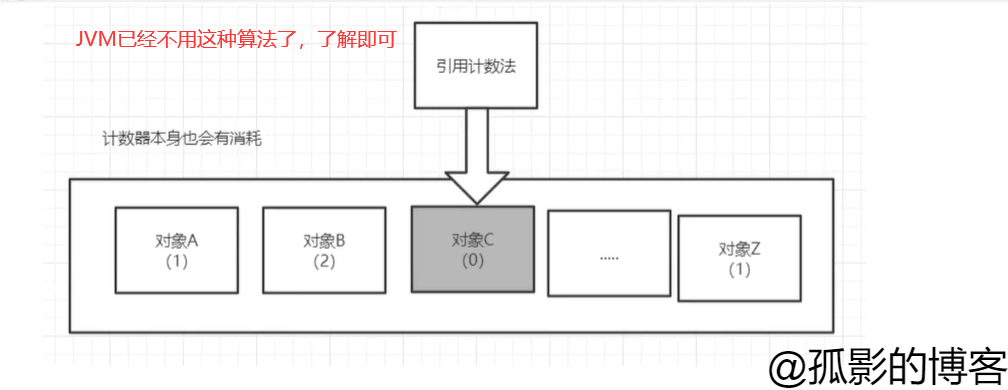 JVM已经不用这种算法了，了解即可
引用计数法
计数器本身也会有消耗
对象A
（1）
对象B
（2）
对象C
（0）
.....
对象Z
（1）
@孤影的博客